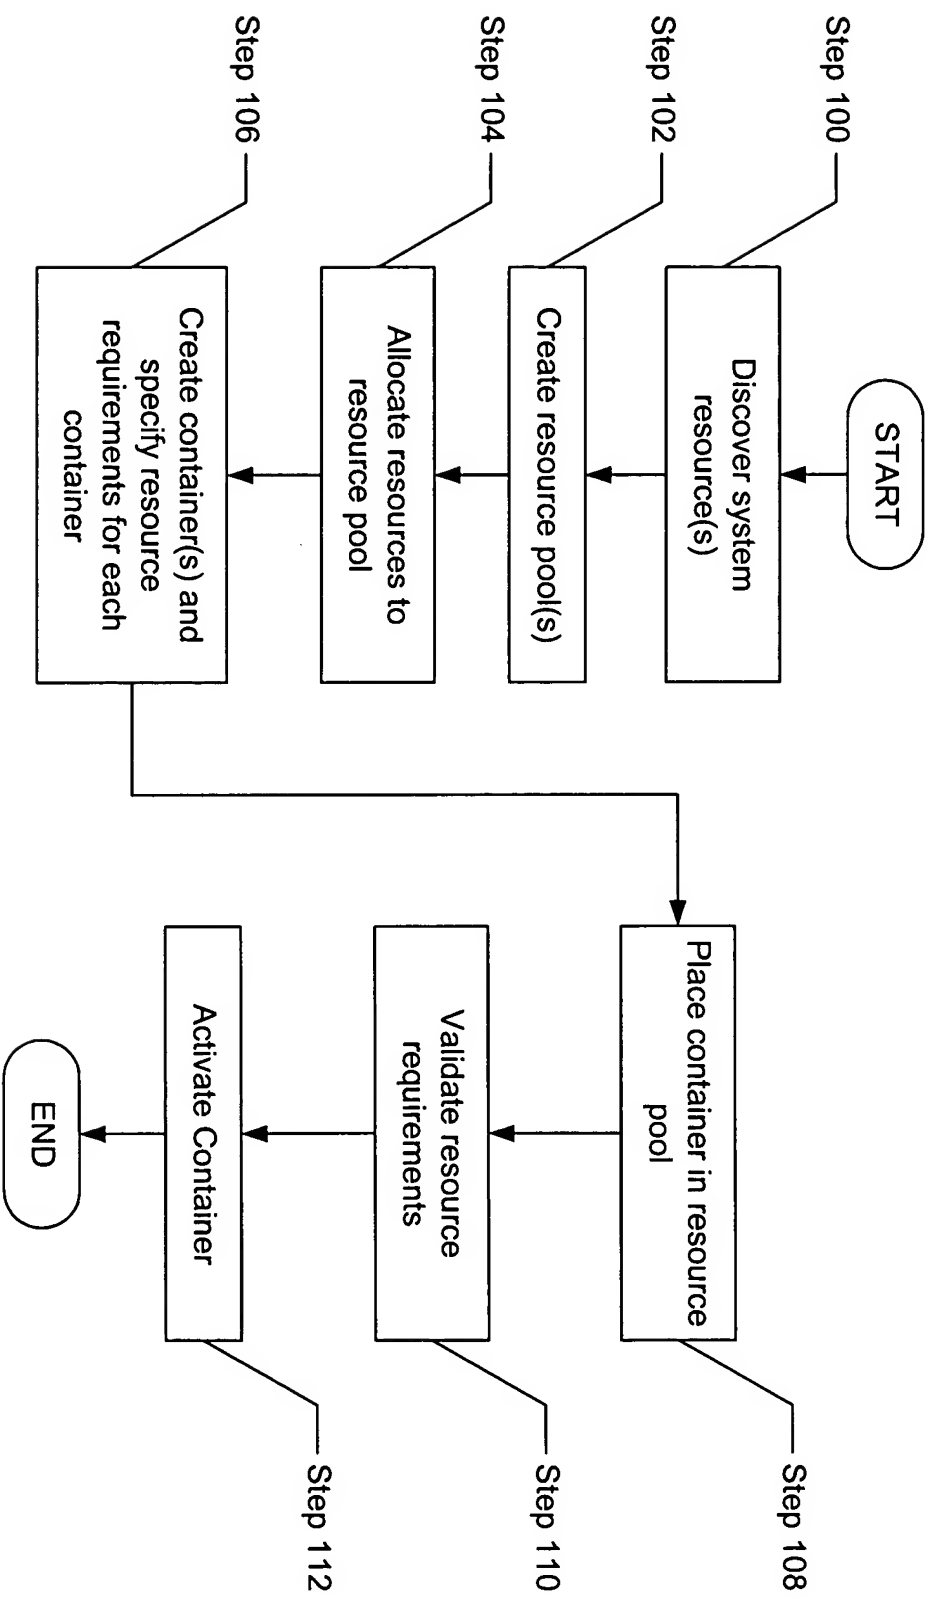 START
Step 100
Discover system
resource(s)
Step 102
Create resource pool(s)
Step 104
Allocate resources to
resource pool
Step 106
Create container(s) and
specify resource
requirements for each
container
Place container in resource
pool
Step 108
Validate resource
requirements
Step 110
Activate Container
Step 112
END